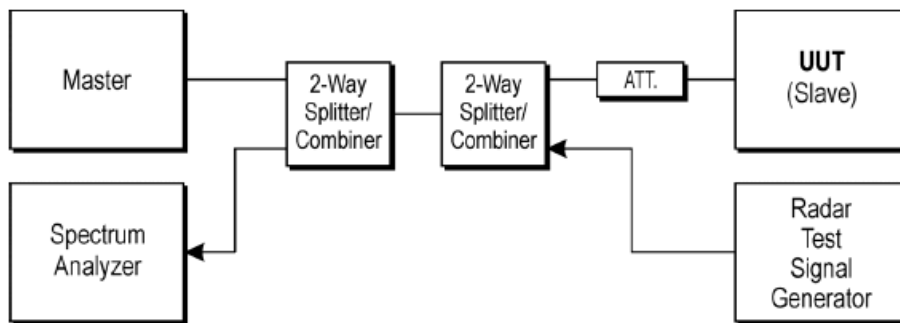 Master
2-Way
Splitter/
Combiner
2-Way
Splitter/
Combiner
ATT.
UUT
(Slave)
Spectrum
Analyzer
Radar
Test
Signal
Generator